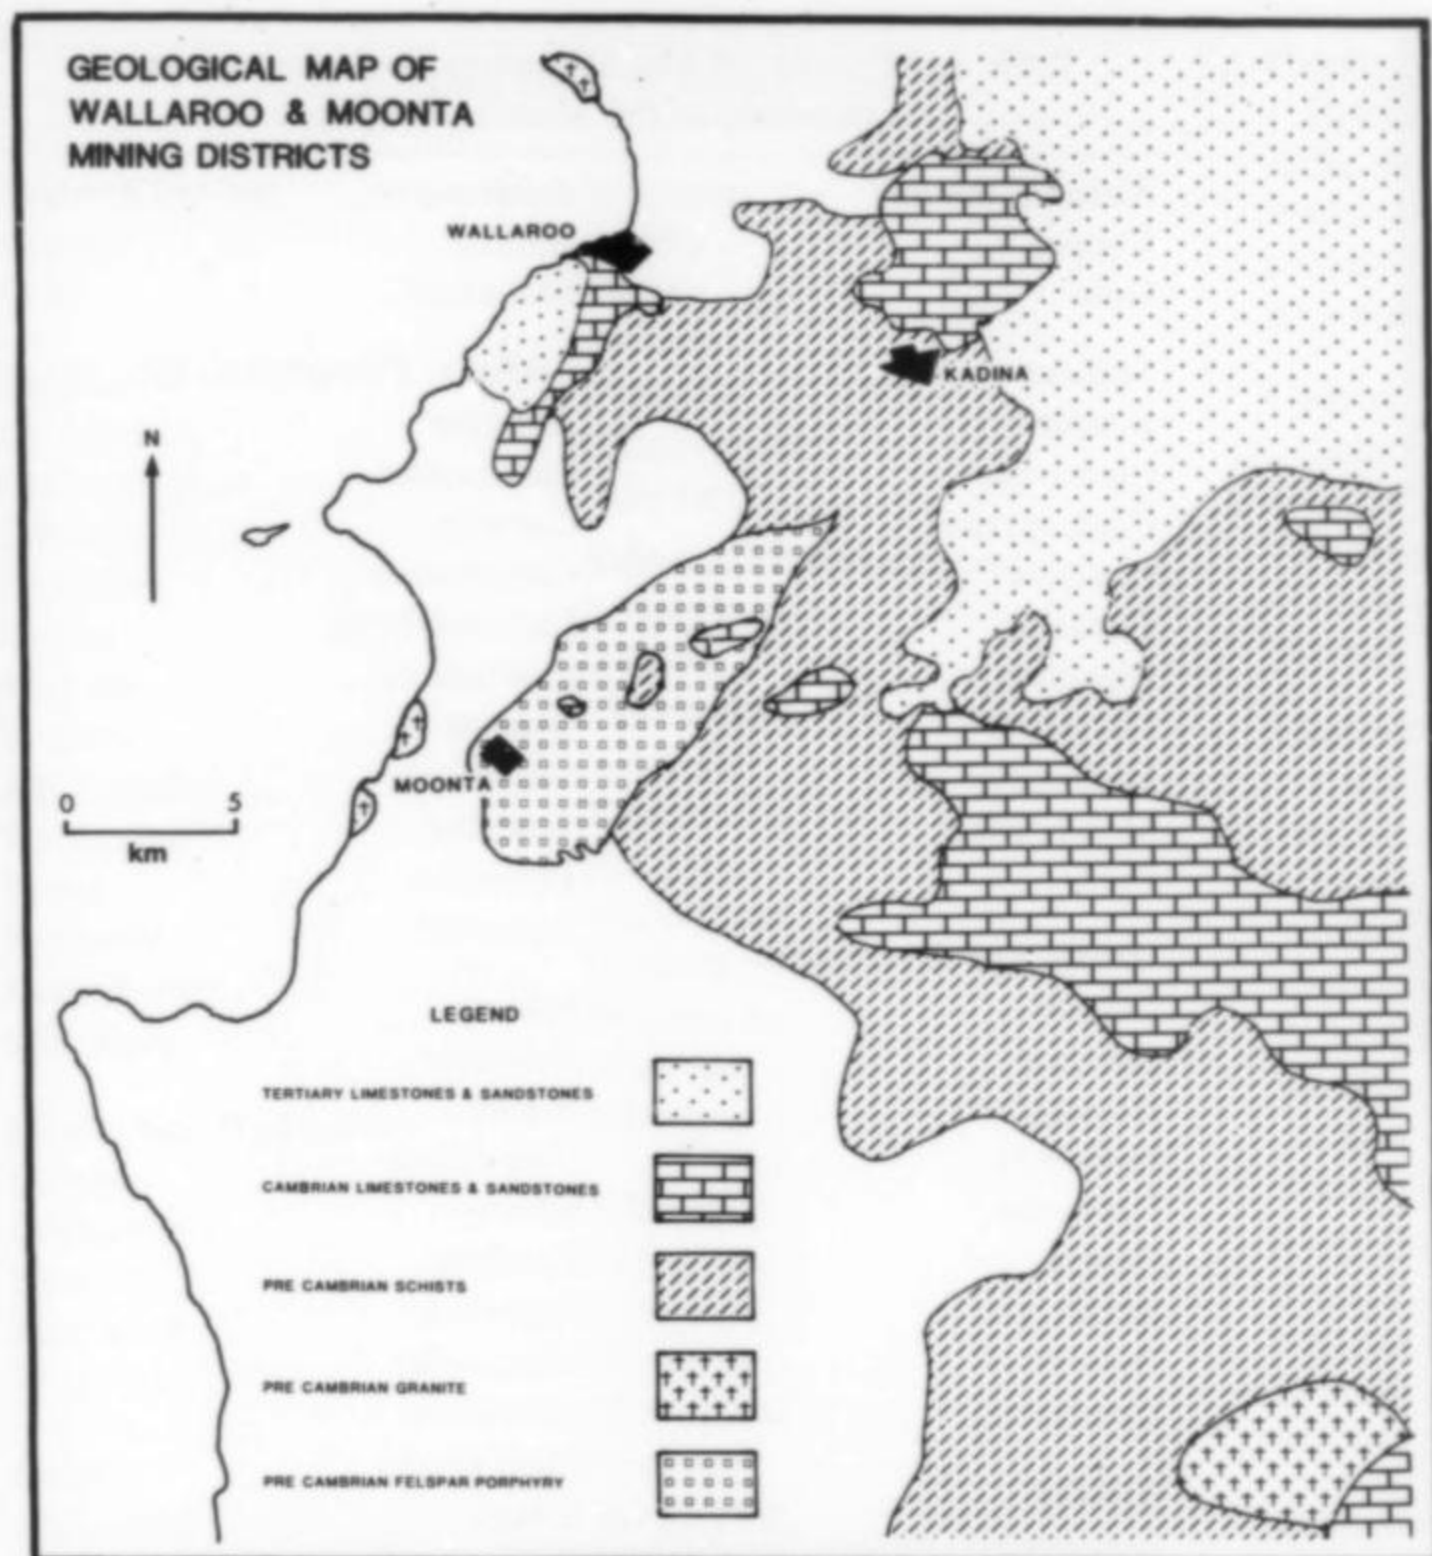 GEOLOGICAL MAP OF
WALLAROO & MOONTA
MINING DISTRICTS
WALLAROO
KADINA
N
MOONTA
0 5
km
LEGEND
TERTIARY LIMESTONES & SANDSTONES
CAMBRIAN LIMESTONES & SANDSTONES
PRE CAMBRIAN SCHISTS
PRE CAMBRIAN GRANITE
PRE CAMBRIAN FELSPAR PORPHYRY